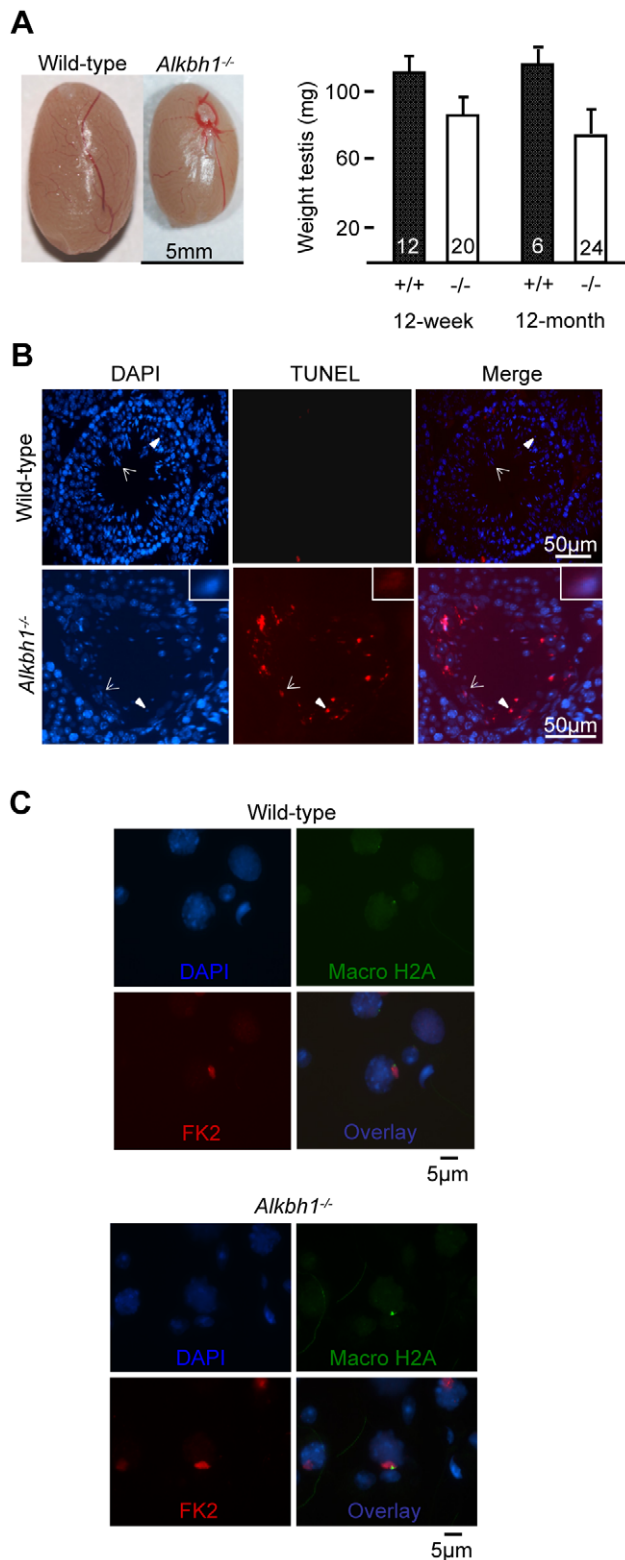 A
Wild-type Alkbh1-/-
5mm
Weight testis (mg)
100
60
20
12 20 6 24
+/+ -/- +/+ -/-
12-week 12-month
B
DAPI TUNEL Merge
Wild-type
50μm
Alkbh1-/-
50μm
C
Wild-type
DAPI Macro H2A
FK2 Overlay
5μm
Alkbh1-/-
DAPI Macro H2A
FK2 Overlay
5μm